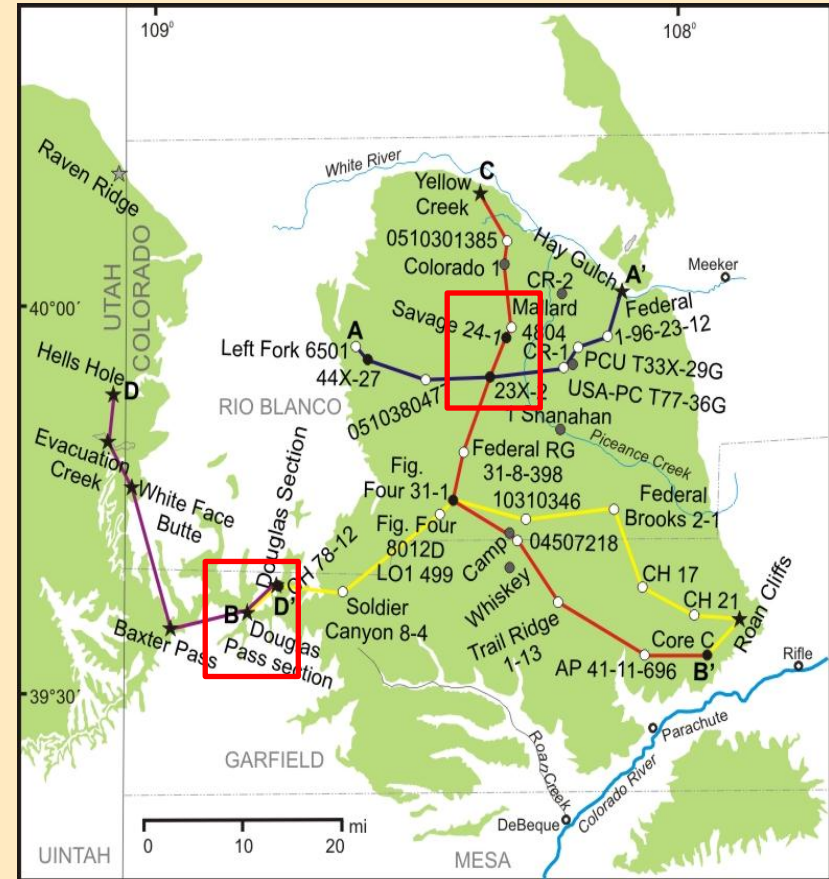 109⁰
108⁰
Raven Ridge
UTAH
COLORADO
White River
C
Yellow
Creek
0510301385
Colorado 1
Hay Gulch
A'
Meeker
CR-2
40°00'
Mallard
4804
Federal
1-96-23-12
Savage 24-1
A
Left Fork 6501
44X-27
CR-1
PCU T33X-29G
USA-PC T77-36G
Hells Hole
D
RIO BLANCO
051038047
23X-2
1 Shanahan
Piceance Creek
Evacuation
Creek
White Face
Butte
Douglas Section
Fig.
Four 31-1
Federal RG
31-8-398
10310346
Federal
Brooks 2-1
Fig. Four
8012D
LO1 499
Camp
04507218
Whiskey
CH 78-12
D'
B
Douglas
Pass section
Baxter Pass
Soldier
Canyon 8-4
CH 17
CH 21
Roan Cliffs
Trail Ridge
1-13
Core C
B'
AP 41-11-696
39°30'
Rifle
Parachute
Colorado River
Roan Creek
GARFIELD
DeBeque
0
10
20
mi
UINTAH
MESA